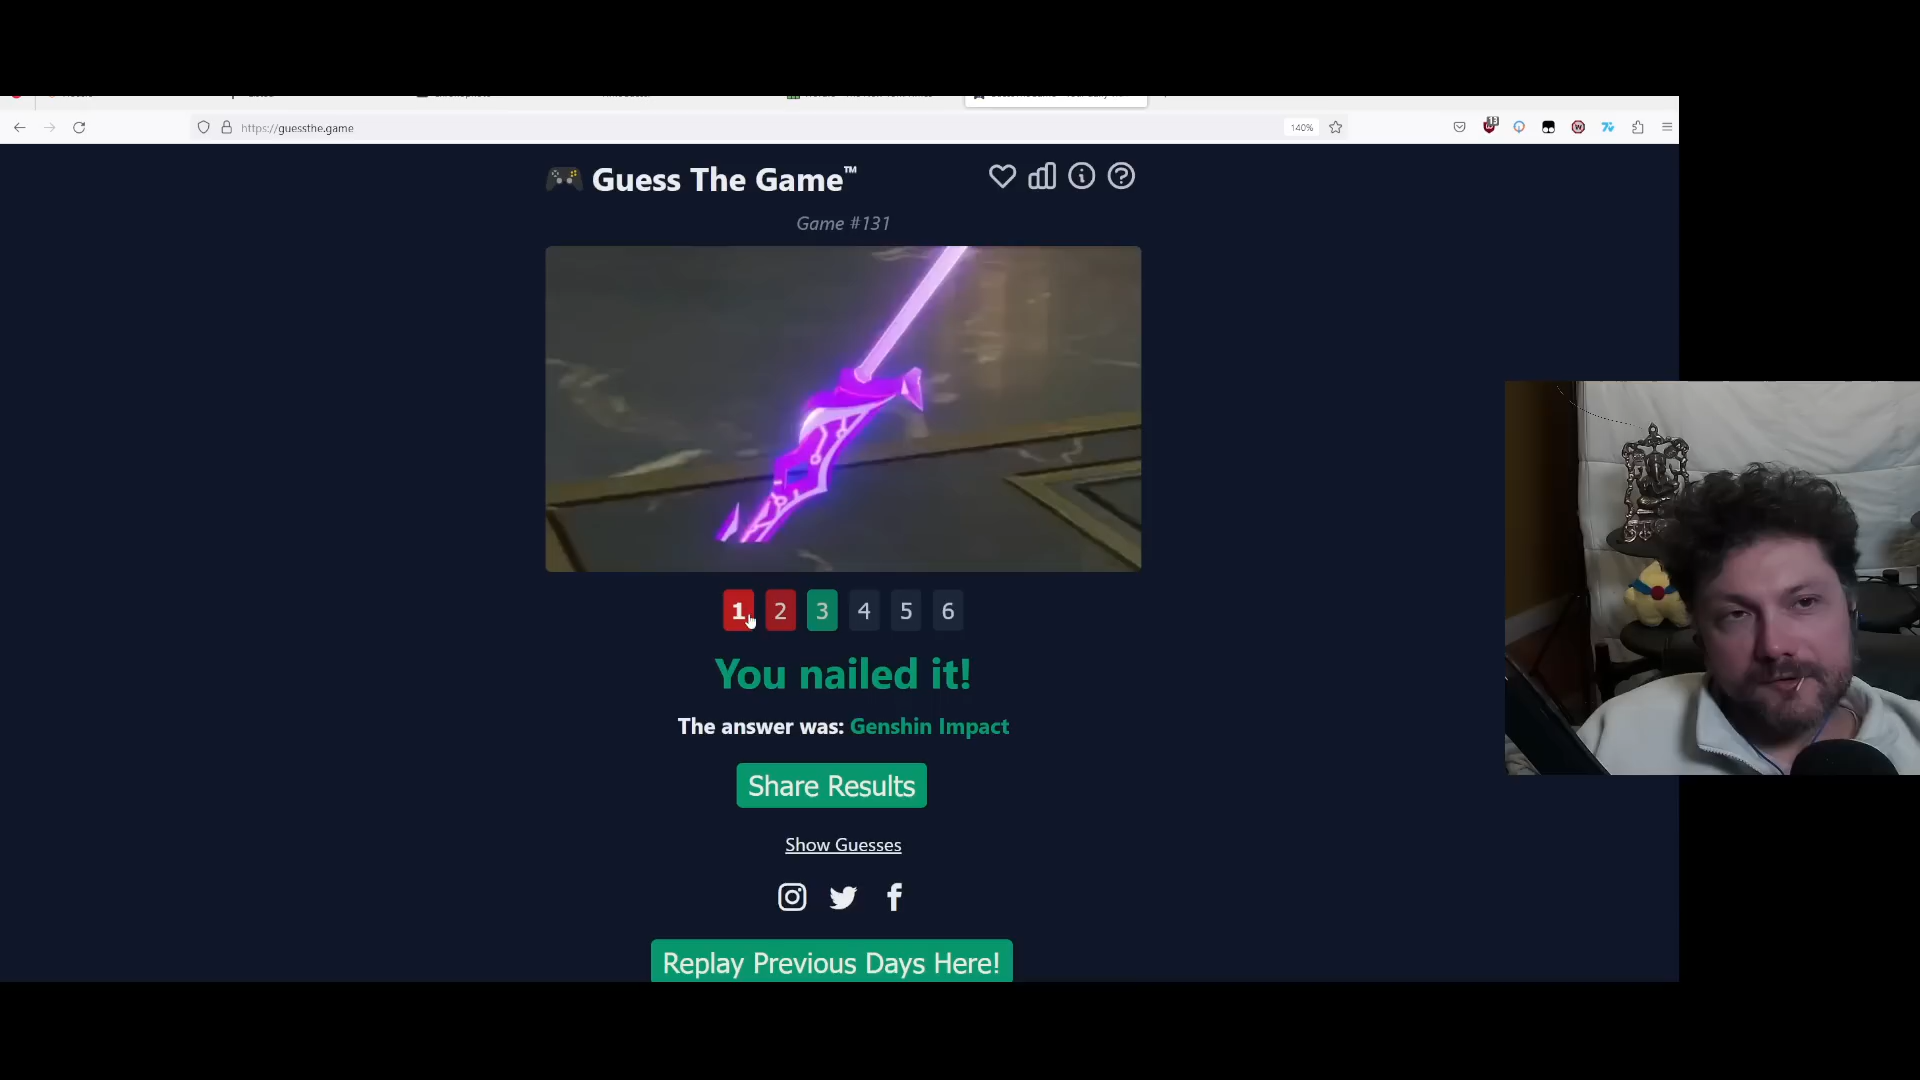 https://guessthe.game
140%
13
Guess The Game™
Game #131
1 2 3 4 5 6
You nailed it!
The answer was: Genshin Impact
Share Results
Show Guesses
Replay Previous Days Here!